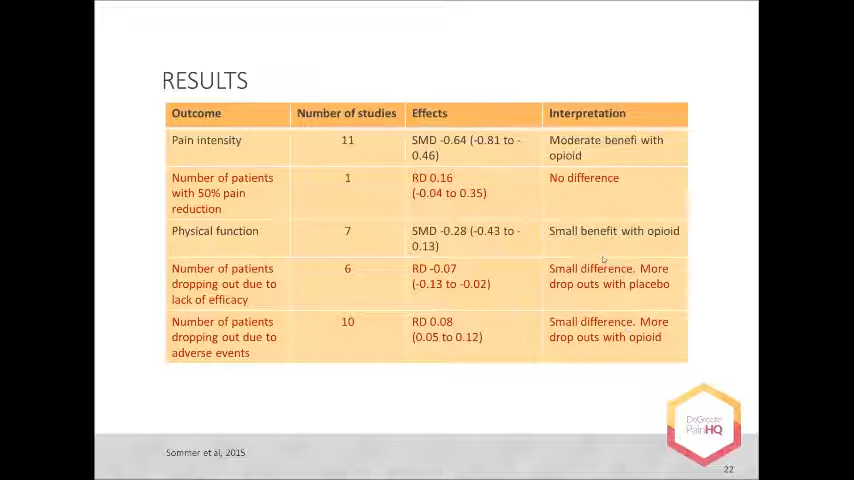 RESULTS
Outcome
Number of studies
Effects
Interpretation
Pain intensity
11
SMD -0.64 (-0.81 to -
0.46)
Moderate benefi with
opioid
Number of patients
with 50% pain
reduction
1
RD 0.16
(-0.04 to 0.35)
No difference
Physical function
7
SMD -0.28 (-0.43 to -
0.13)
Small benefit with opioid
Number of patients
dropping out due to
lack of efficacy
6
RD -0.07
(-0.13 to -0.02)
Small difference. More
drop outs with placebo
Number of patients
dropping out due to
adverse events
10
RD 0.08
(0.05 to 0.12)
Small difference. More
drop outs with opioid
DeGroote
PainHQ
Sommer et al, 2015
22